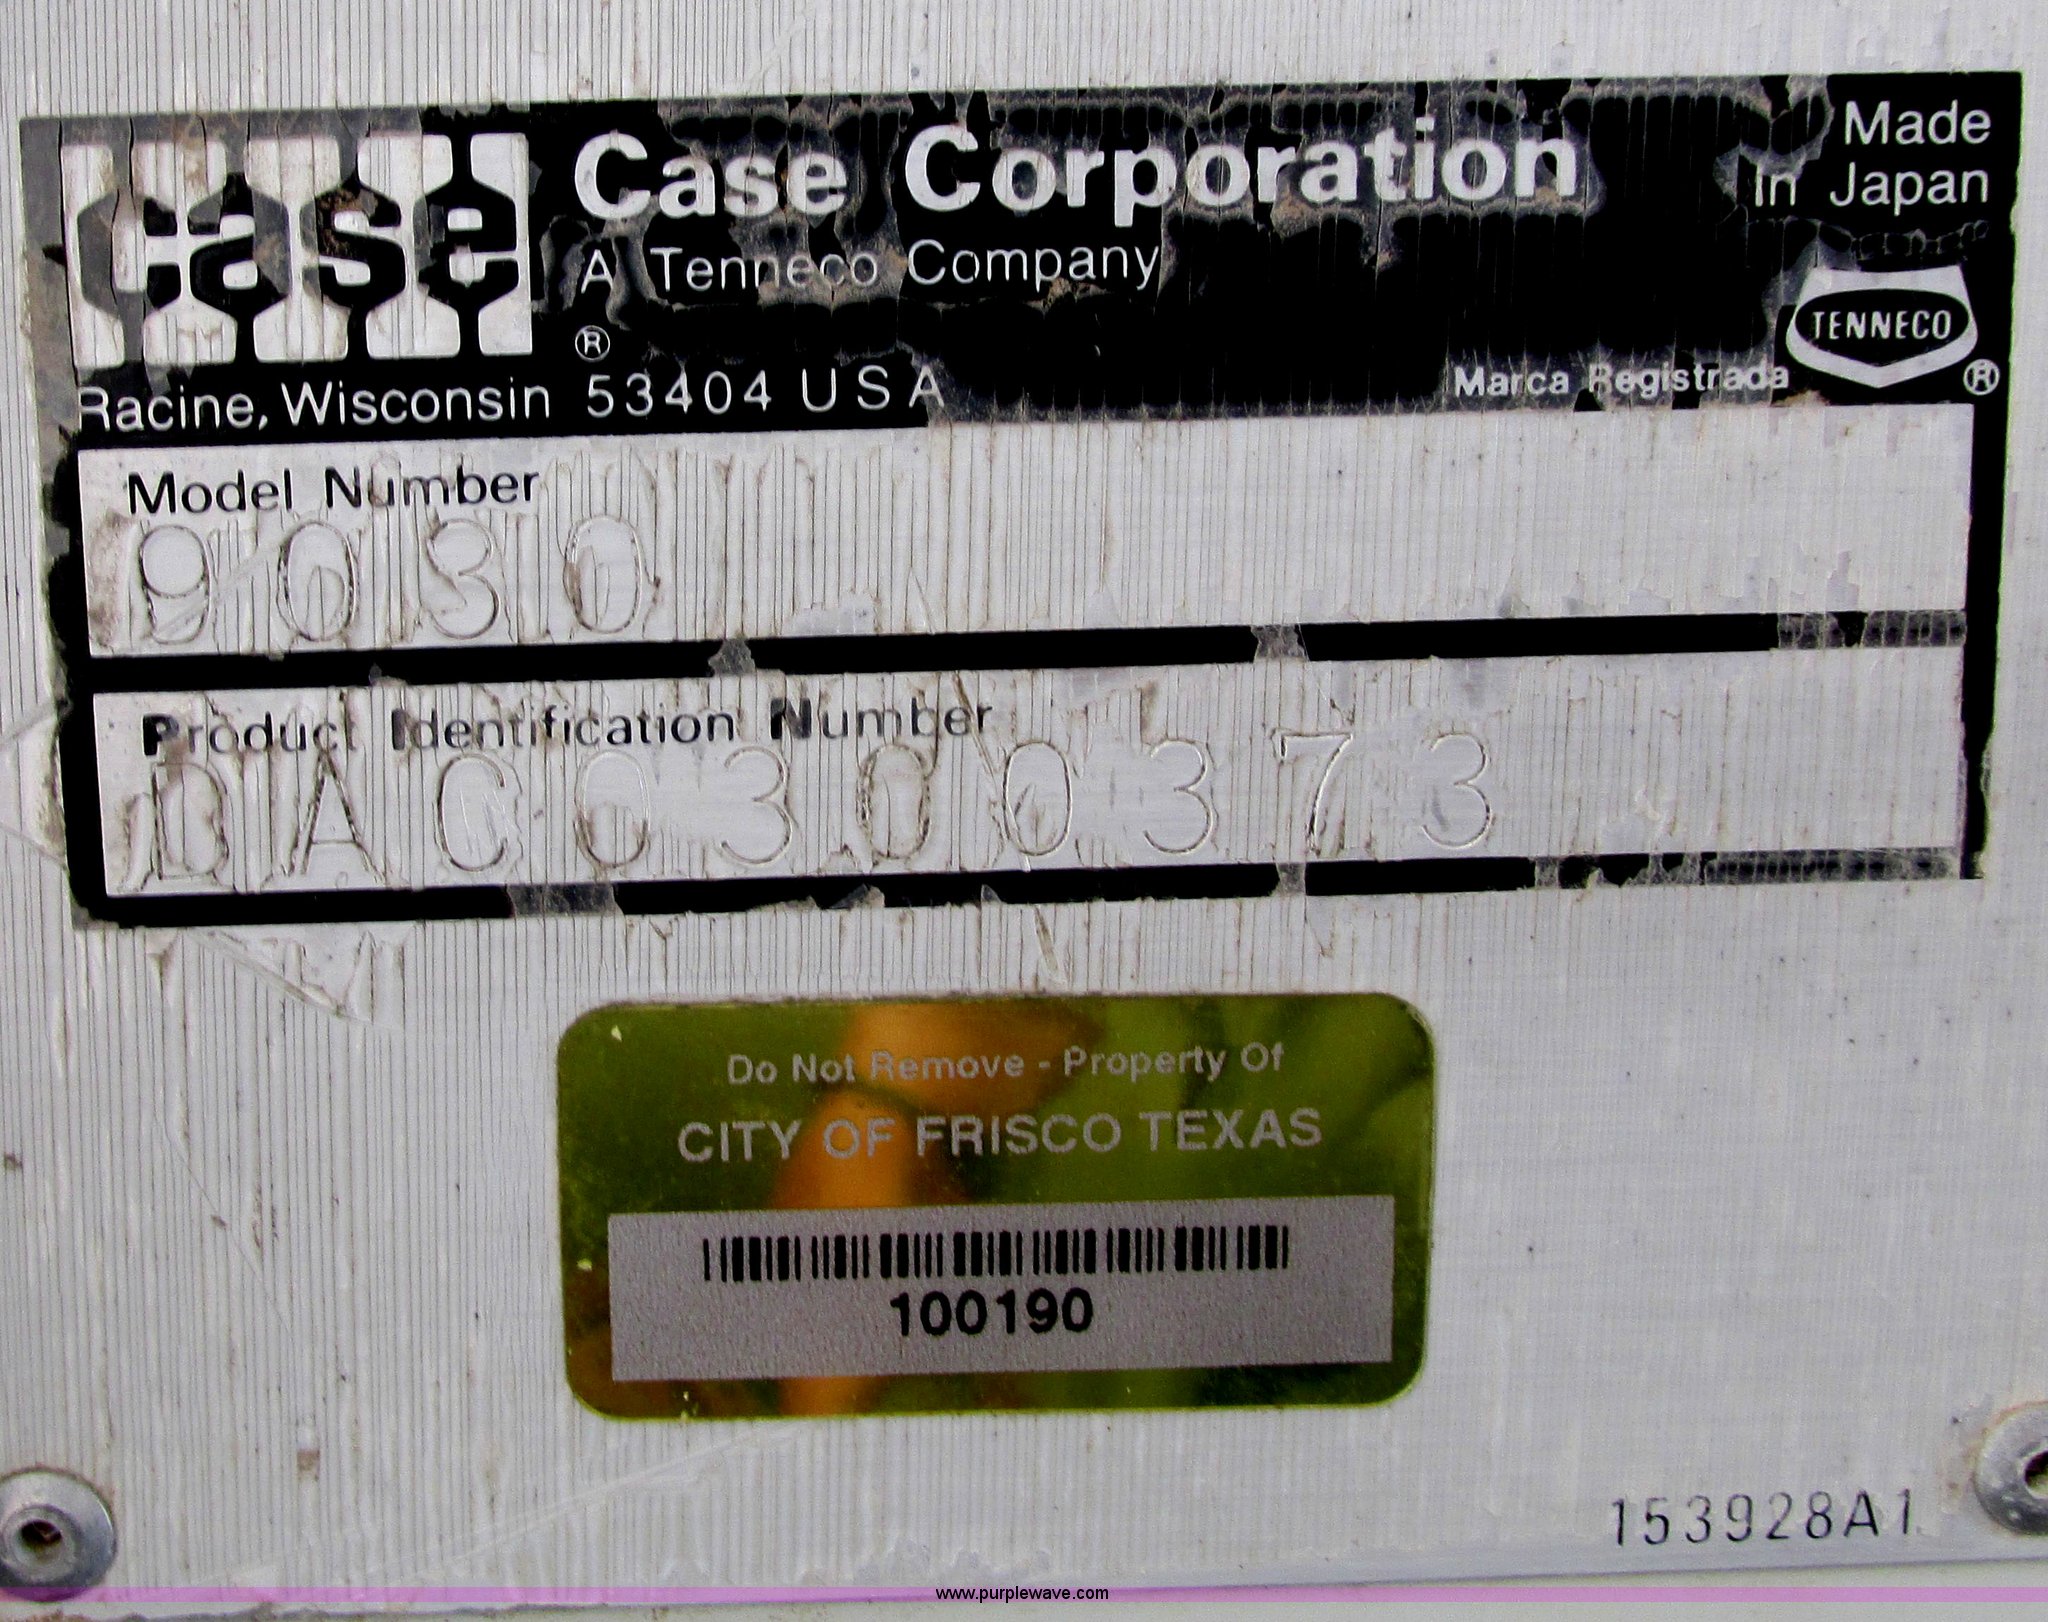 case
Case Corporation
A Tenneco Company
®
Racine, Wisconsin 53404 USA
Made
in Japan
TENNECO
Marca Registrada ®
Model Number
9030
Product Identification Number
DAC0300373
Do Not Remove - Property Of
CITY OF FRISCO TEXAS
100190
153928A1
www.purplewave.com